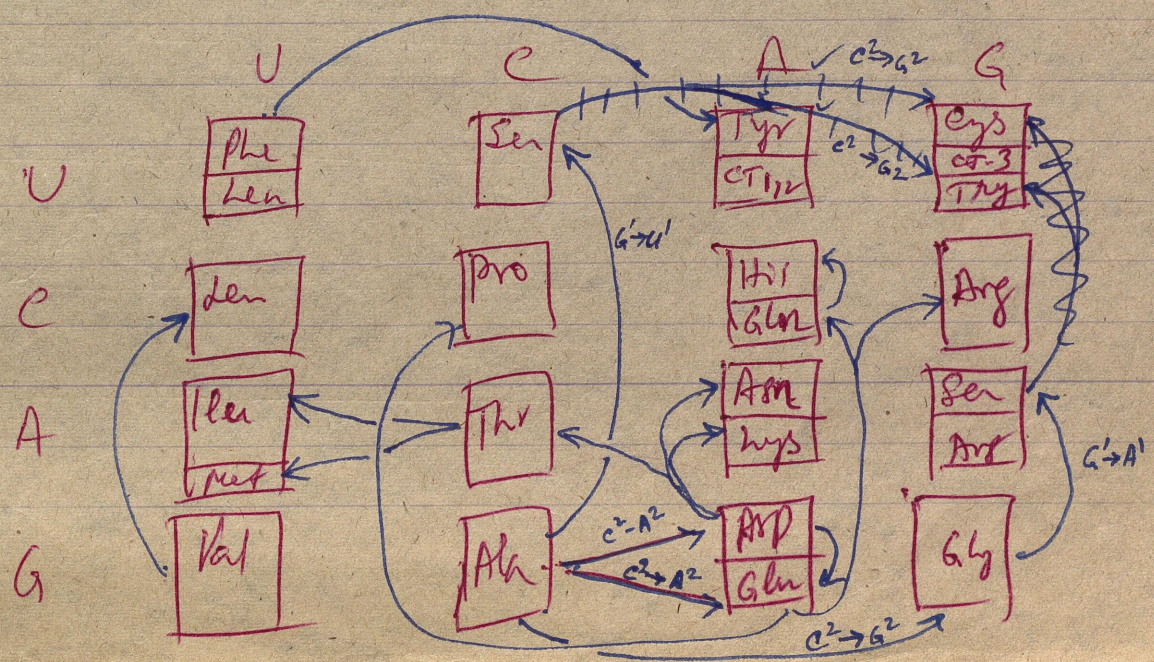 U C A G
C²→G²
U Phe Ser Tyr Cys
Leu CT1,2 CT-3
Try
C²→G2
G'→U'
C Leu Pro His Arg
Gln
A Ileu Thr Asn Ser
Met Lys Arg
G'→A'
C²-A²
G Val Ala Asp Gly
C²→A² Glu
C²→G²